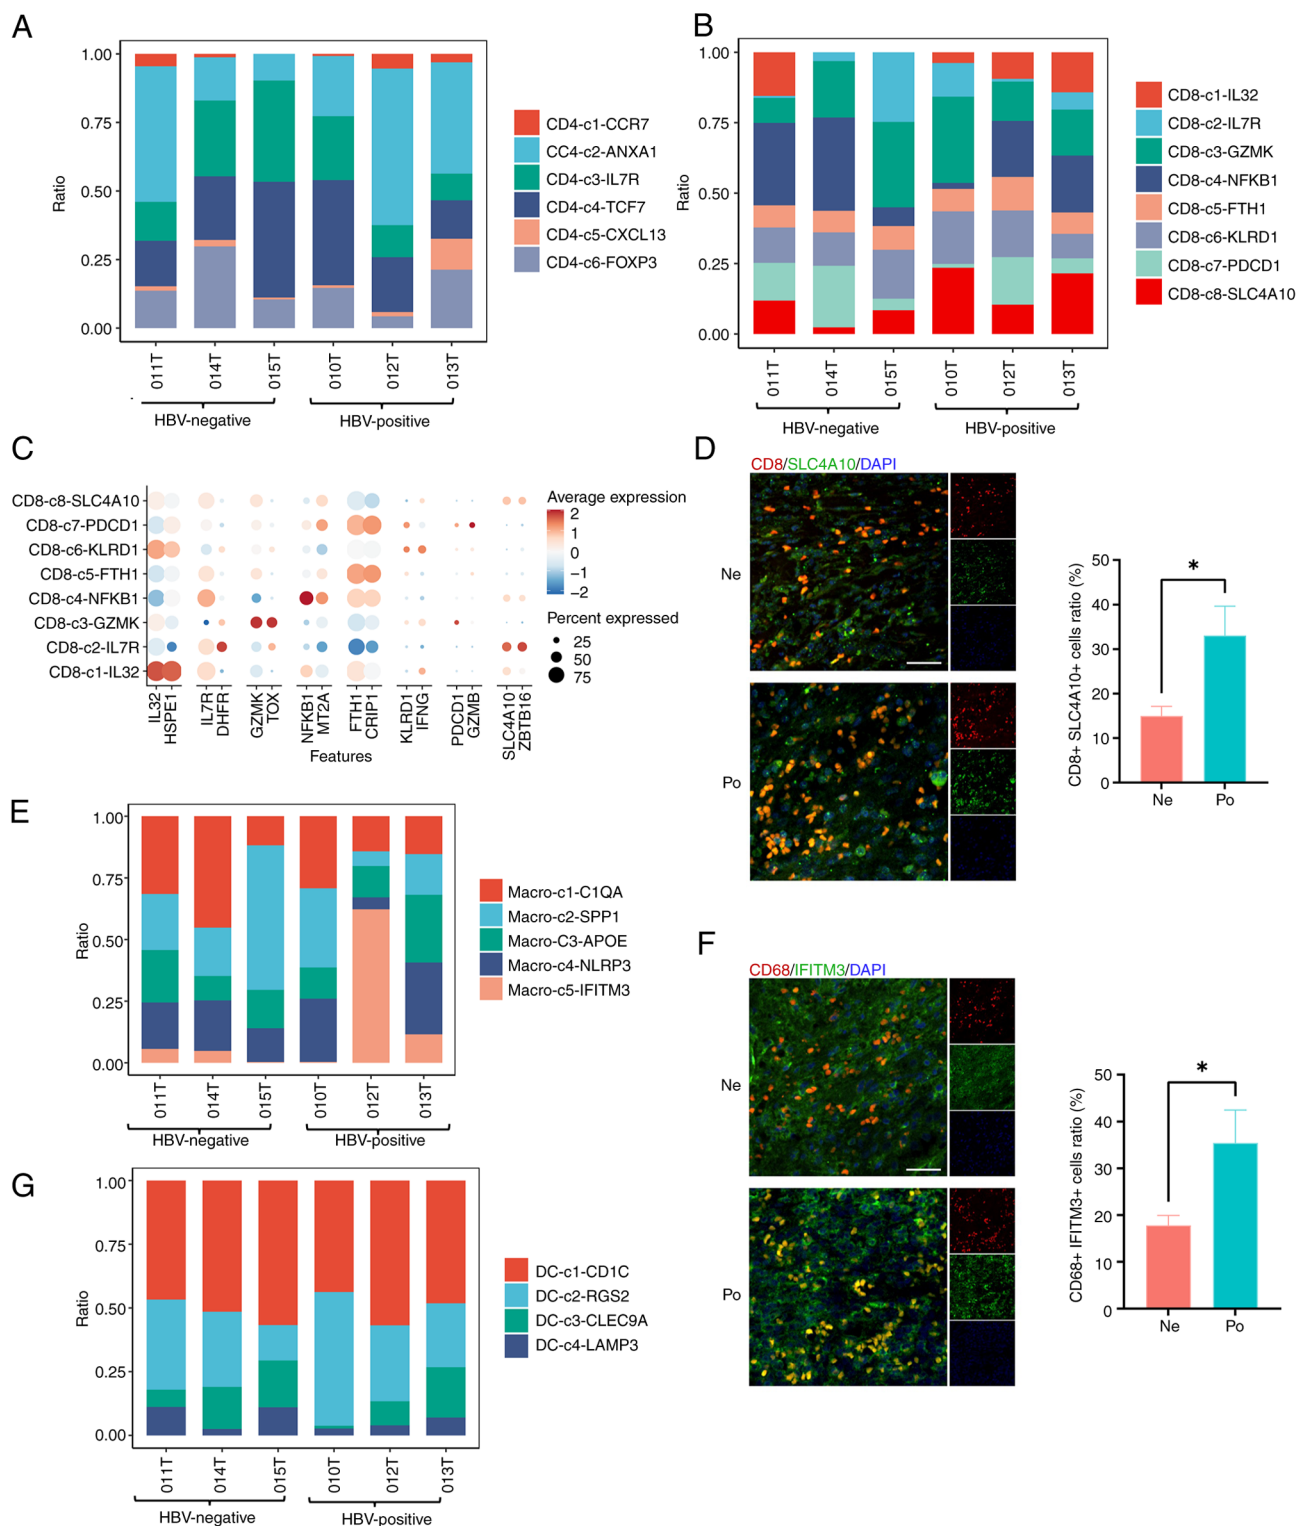 A
1.00
0.75
0.50
0.25
0.00
Ratio
011T
014T
015T
010T
012T
013T
HBV-negative
HBV-positive
CD4-c1-CCR7
CC4-c2-ANXA1
CD4-c3-IL7R
CD4-c4-TCF7
CD4-c5-CXCL13
CD4-c6-FOXP3
B
1.00
0.75
0.50
0.25
0.00
Ratio
011T
014T
015T
010T
012T
013T
HBV-negative
HBV-positive
CD8-c1-IL32
CD8-c2-IL7R
CD8-c3-GZMK
CD8-c4-NFKB1
CD8-c5-FTH1
CD8-c6-KLRD1
CD8-c7-PDCD1
CD8-c8-SLC4A10
C
CD8-c8-SLC4A10
CD8-c7-PDCD1
CD8-c6-KLRD1
CD8-c5-FTH1
CD8-c4-NFKB1
CD8-c3-GZMK
CD8-c2-IL7R
CD8-c1-IL32
IL32
HSPE1
IL7R
DHFR
GZMK
TOX
NFKB1
MT2A
FTH1
CRIP1
KLRD1
IFNG
PDCD1
GZMB
SLC4A10
ZBTB16
Features
Average expression
2
1
0
−1
−2
Percent expressed
25
50
75
D
CD8/SLC4A10/DAPI
Ne
Po
CD8+ SLC4A10+ cells ratio (%)
50
40
30
20
10
0
*
Ne
Po
E
1.00
0.75
0.50
0.25
0.00
Ratio
011T
014T
015T
010T
012T
013T
HBV-negative
HBV-positive
Macro-c1-C1QA
Macro-c2-SPP1
Macro-C3-APOE
Macro-c4-NLRP3
Macro-c5-IFITM3
F
CD68/IFITM3/DAPI
Ne
Po
CD68+ IFITM3+ cells ratio (%)
50
40
30
20
10
0
*
Ne
Po
G
1.00
0.75
0.50
0.25
0.00
Ratio
011T
014T
015T
010T
012T
013T
HBV-negative
HBV-positive
DC-c1-CD1C
DC-c2-RGS2
DC-c3-CLEC9A
DC-c4-LAMP3